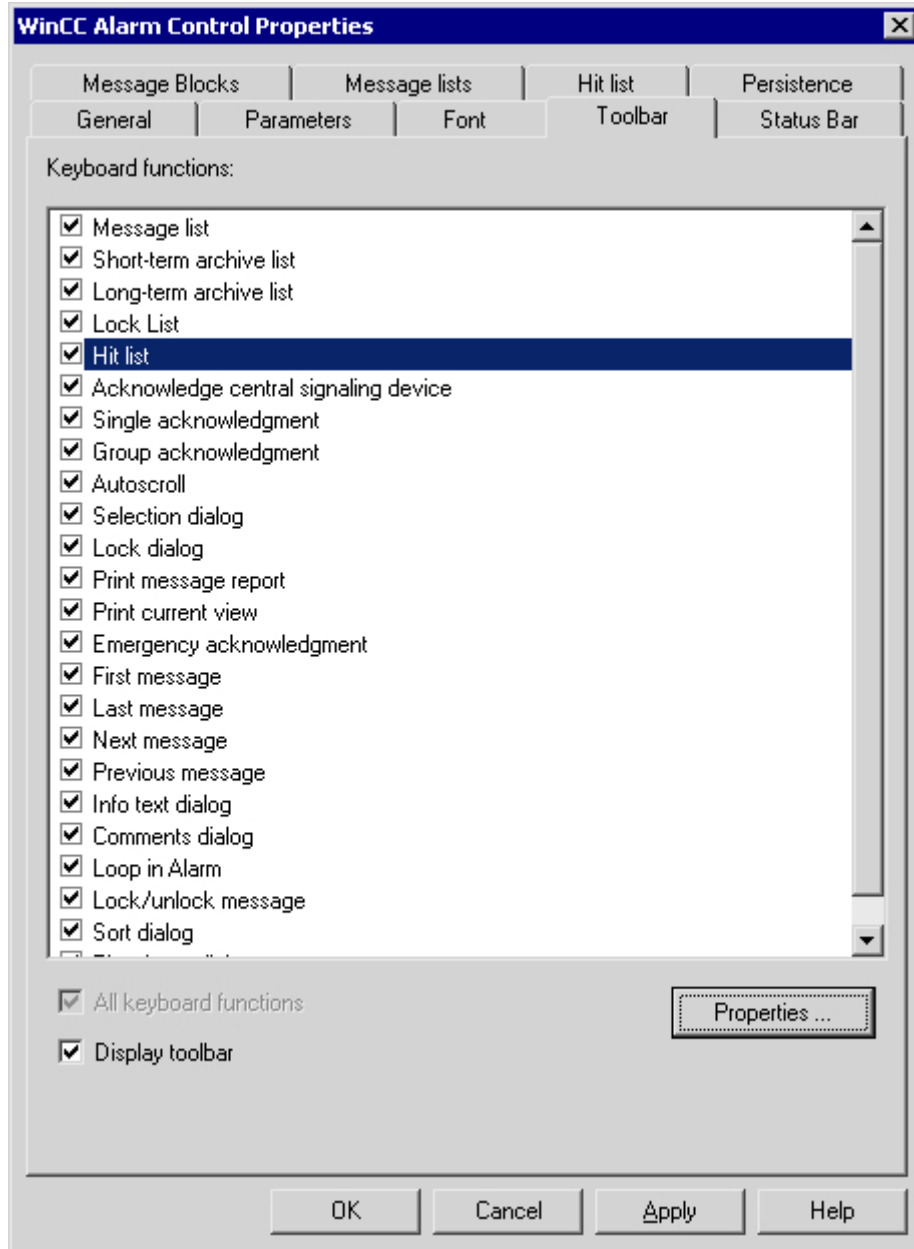 WinCC Alarm Control Properties
Message Blocks Message lists Hit list Persistence
General Parameters Font Toolbar Status Bar
Keyboard functions:
Message list
Short-term archive list
Long-term archive list
Lock List
Hit list
Acknowledge central signaling device
Single acknowledgment
Group acknowledgment
Autoscroll
Selection dialog
Lock dialog
Print message report
Print current view
Emergency acknowledgment
First message
Last message
Next message
Previous message
Info text dialog
Comments dialog
Loop in Alarm
Lock/unlock message
Sort dialog
All keyboard functions
Properties ...
Display toolbar
OK Cancel Apply Help